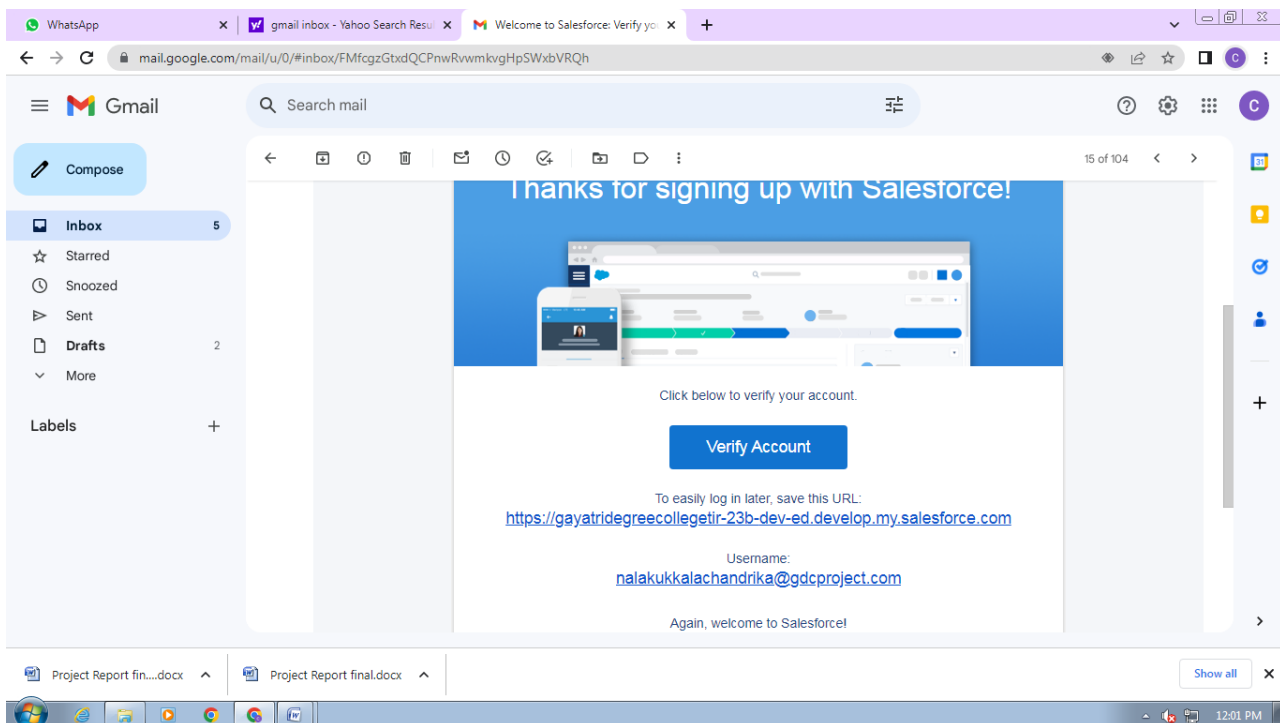 WhatsApp
gmail inbox - Yahoo Search Resul
Welcome to Salesforce: Verify yo
mail.google.com/mail/u/0/#inbox/FMfcgzGtxdQCPnwRvwmkvgHpSWxbVRQh
C
Gmail
Search mail
C
Compose
15 of 104
31
Inbox 5
Starred
Snoozed
Sent
Drafts 2
More
Labels
Thanks for signing up with Salesforce!
Click below to verify your account.
Verify Account
To easily log in later, save this URL:
https://gayatridegreecollegetir-23b-dev-ed.develop.my.salesforce.com
Username:
nalakukkalachandrika@gdcproject.com
Again, welcome to Salesforce!
Project Report fin....docx
Project Report final.docx
Show all
12:01 PM